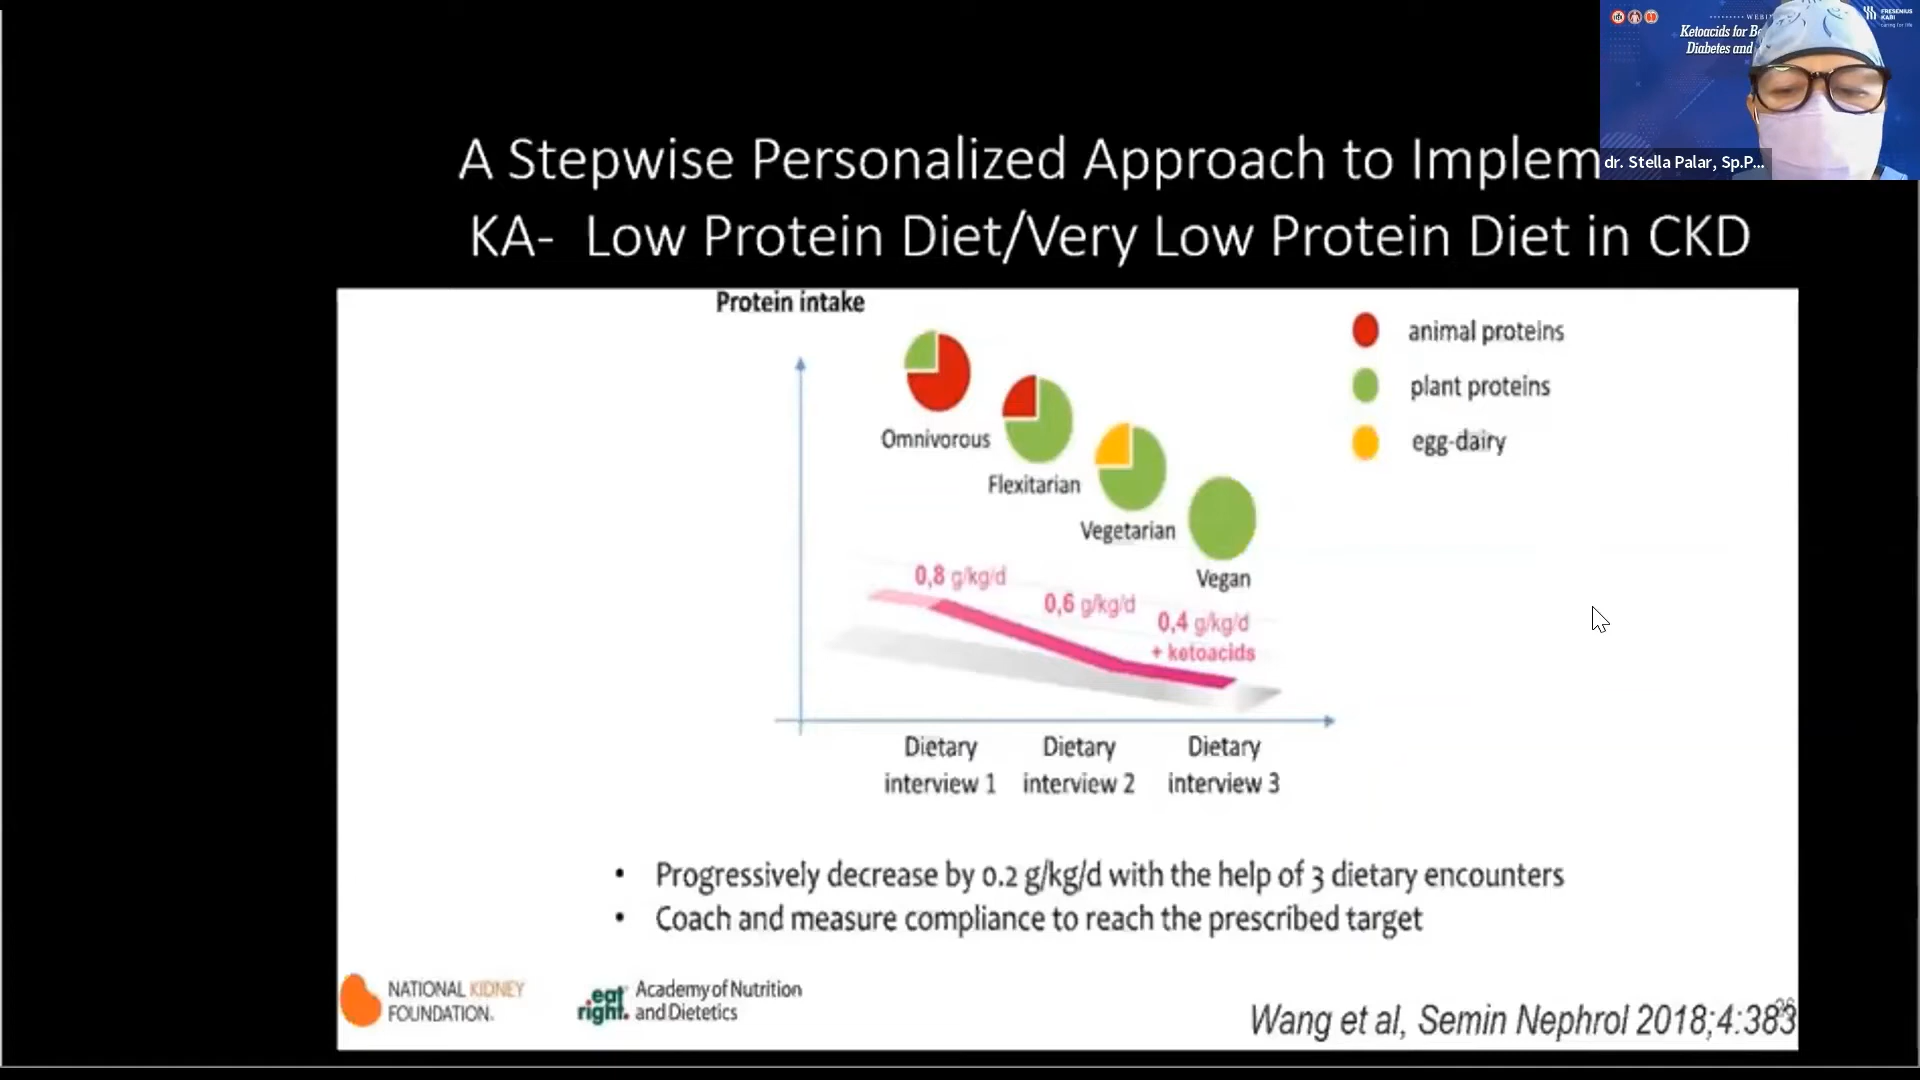 WEBI
Ketoacids for B
Diabetes and
FRESENIUS
KABI
caring for life
dr. Stella Palar, Sp.P...
A Stepwise Personalized Approach to Implem
KA- Low Protein Diet/Very Low Protein Diet in CKD
Protein intake
animal proteins
plant proteins
egg-dairy
Omnivorous
Flexitarian
Vegetarian
Vegan
0,8 g/kg/d
0,6 g/kg/d
0,4 g/kg/d
+ ketoacids
Dietary
interview 1
Dietary
interview 2
Dietary
interview 3
• Progressively decrease by 0.2 g/kg/d with the help of 3 dietary encounters
• Coach and measure compliance to reach the prescribed target
NATIONAL KIDNEY
FOUNDATION.
eat
right.
Academy of Nutrition
and Dietetics
Wang et al, Semin Nephrol 2018;4:383